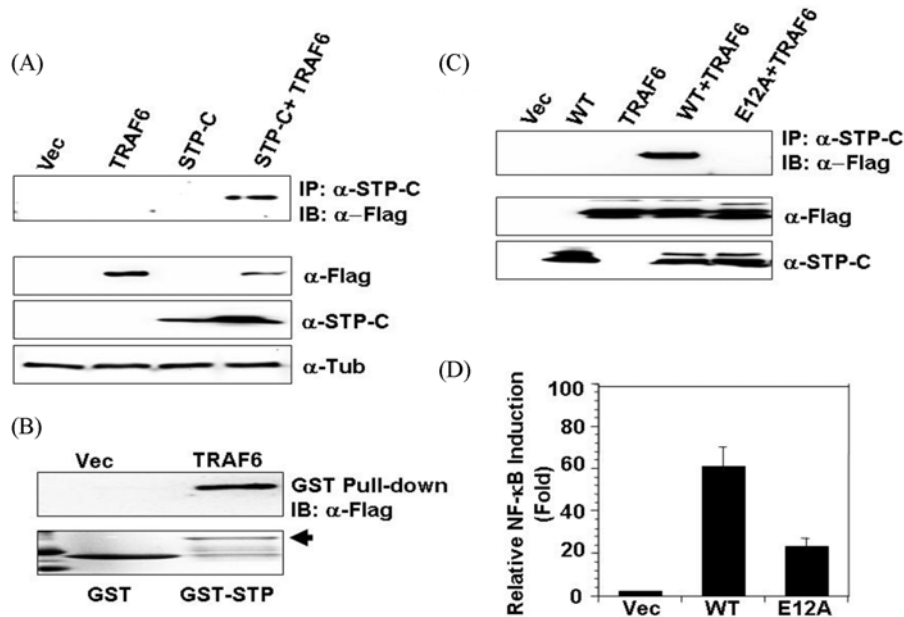 (A)
Vec
TRAF6
STP-C
STP-C+ TRAF6
IP: α-STP-C
IB: α–Flag
α-Flag
α-STP-C
α-Tub
(B)
Vec
TRAF6
GST Pull-down
IB: α-Flag
GST
GST-STP
(C)
Vec
WT
TRAF6
WT+TRAF6
E12A+TRAF6
IP: α-STP-C
IB: α–Flag
α-Flag
α-STP-C
(D)
Relative NF-κB Induction
(Fold)
100
80
60
40
20
0
Vec
WT
E12A